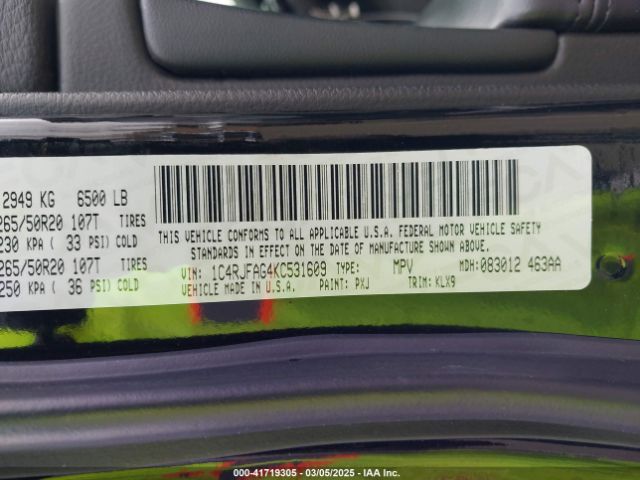 2949 KG 6500 LB
265/50R20 107T TIRES
230 KPA ( 33 PSI) COLD
265/50R20 107T TIRES
250 KPA ( 36 PSI) COLD
THIS VEHICLE CONFORMS TO ALL APPLICABLE U.S.A. FEDERAL MOTOR VEHICLE SAFETY
STANDARDS IN EFFECT ON THE DATE OF MANUFACTURE SHOWN ABOVE.
VIN: 1C4RJFAG4KC531609 TYPE: MPV MDH: 083012 463AA
MADE IN U.S.A. PAINT: PXJ TRIM: KLX9
000-41719305 - 03/05/2025 - IAA Inc.